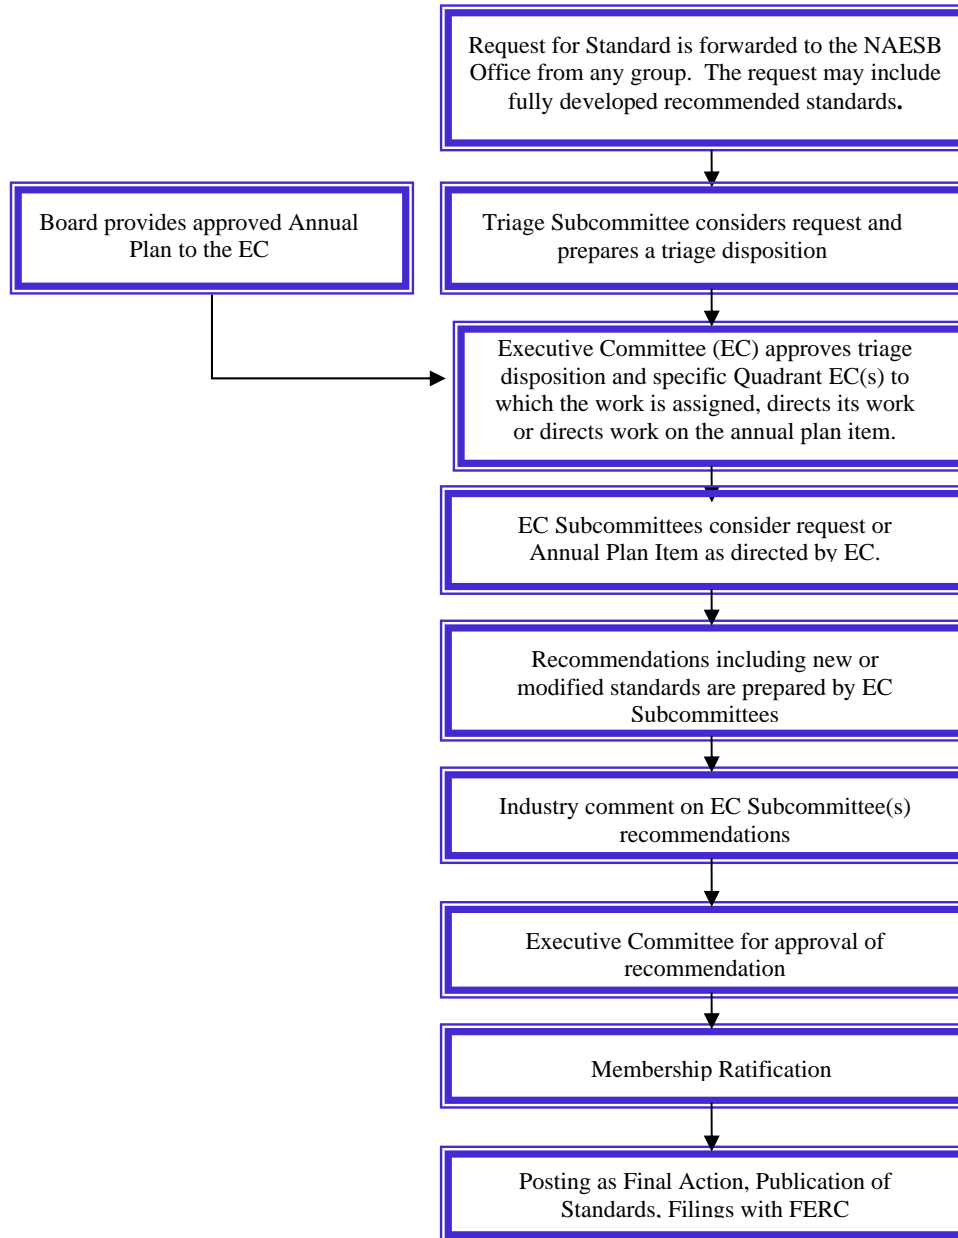 Request for Standard is forwarded to the NAESB
Office from any group.  The request may include
fully developed recommended standards.
Board provides approved Annual
Plan to the EC
Triage Subcommittee considers request and
prepares a triage disposition
Executive Committee (EC) approves triage
disposition and specific Quadrant EC(s) to
which the work is assigned, directs its work
or directs work on the annual plan item.
EC Subcommittees consider request or
Annual Plan Item as directed by EC.
Recommendations including new or
modified standards are prepared by EC
Subcommittees
Industry comment on EC Subcommittee(s)
recommendations
Executive Committee for approval of
recommendation
Membership Ratification
Posting as Final Action, Publication of
Standards, Filings with FERC